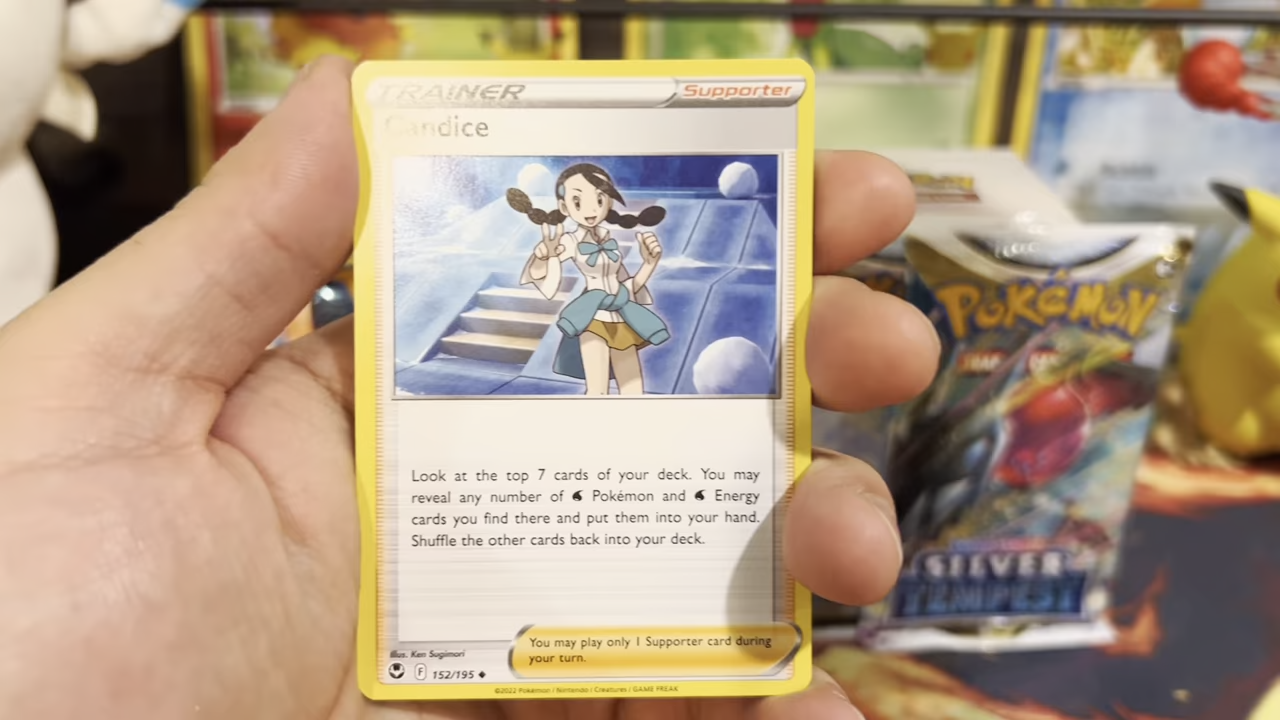 TRAINER
Supporter
Candice
Look at the top 7 cards of your deck. You may
reveal any number of Pokémon and Energy
cards you find there and put them into your hand.
Shuffle the other cards back into your deck.
You may play only 1 Supporter card during
your turn.
Illus. Ken Sugimori
F 152/195
©2022 Pokémon / Nintendo / Creatures / GAME FREAK
POKÉMON
SILVER
TEMPEST